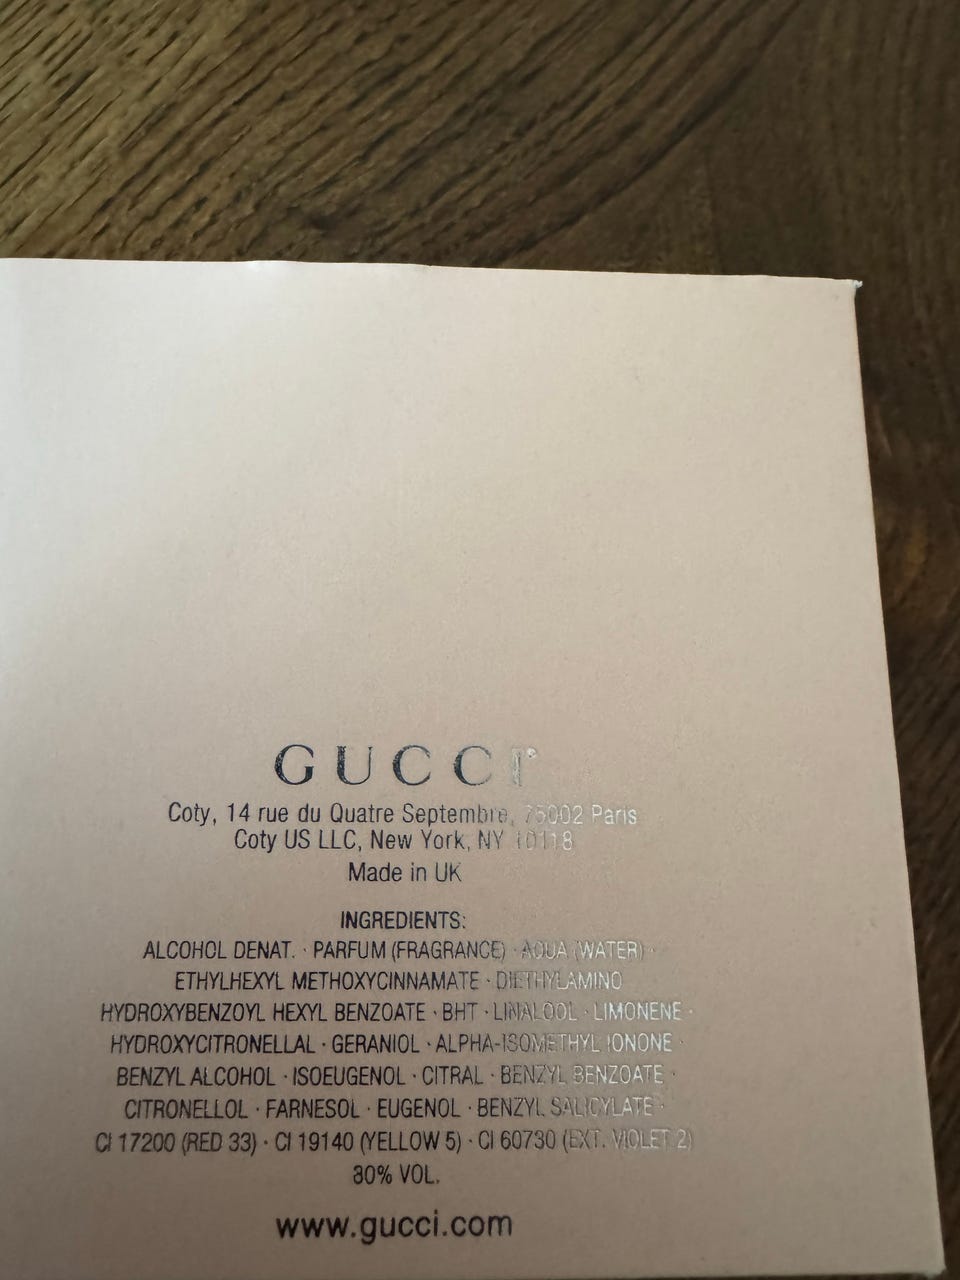 GUCCI®
Coty, 14 rue du Quatre Septembre, 75002 Paris
Coty US LLC, New York, NY 10118
Made in UK
INGREDIENTS:
ALCOHOL DENAT. · PARFUM (FRAGRANCE) · AQUA (WATER) ·
ETHYLHEXYL METHOXYCINNAMATE · DIETHYLAMINO
HYDROXYBENZOYL HEXYL BENZOATE · BHT · LINALOOL · LIMONENE ·
HYDROXYCITRONELLAL · GERANIOL · ALPHA-ISOMETHYL IONONE ·
BENZYL ALCOHOL · ISOEUGENOL · CITRAL · BENZYL BENZOATE ·
CITRONELLOL · FARNESOL · EUGENOL · BENZYL SALICYLATE ·
CI 17200 (RED 33) · CI 19140 (YELLOW 5) · CI 60730 (EXT. VIOLET 2)
80% VOL.
www.gucci.com